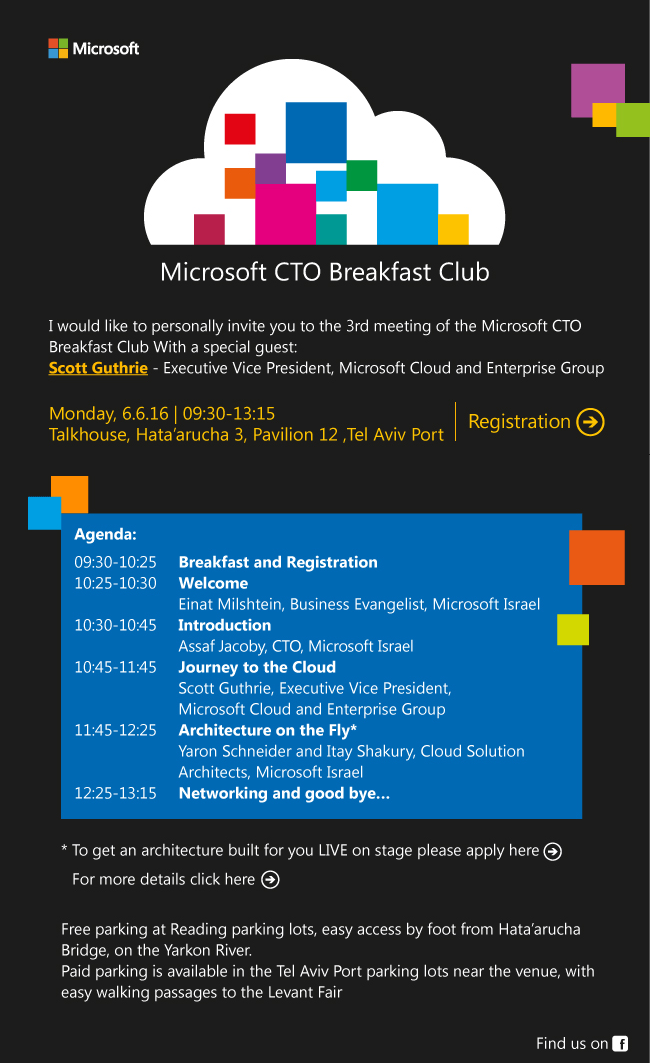 Microsoft
Microsoft CTO Breakfast Club
I would like to personally invite you to the 3rd meeting of the Microsoft CTO
Breakfast Club With a special guest:
Scott Guthrie - Executive Vice President, Microsoft Cloud and Enterprise Group
Monday, 6.6.16 | 09:30-13:15
Talkhouse, Hata’arucha 3, Pavilion 12 ,Tel Aviv Port
Registration
Agenda:
09:30-10:25 Breakfast and Registration
10:25-10:30 Welcome
Einat Milshtein, Business Evangelist, Microsoft Israel
10:30-10:45 Introduction
Assaf Jacoby, CTO, Microsoft Israel
10:45-11:45 Journey to the Cloud
Scott Guthrie, Executive Vice President,
Microsoft Cloud and Enterprise Group
11:45-12:25 Architecture on the Fly*
Yaron Schneider and Itay Shakury, Cloud Solution
Architects, Microsoft Israel
12:25-13:15 Networking and good bye...
* To get an architecture built for you LIVE on stage please apply here
For more details click here
Free parking at Reading parking lots, easy access by foot from Hata’arucha
Bridge, on the Yarkon River.
Paid parking is available in the Tel Aviv Port parking lots near the venue, with
easy walking passages to the Levant Fair
Find us on f